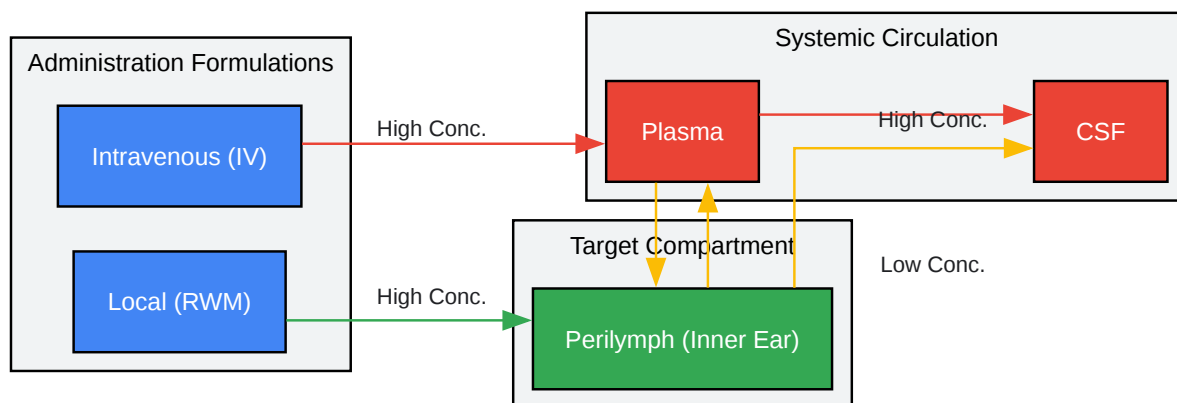 Systemic Circulation
Administration Formulations
High Conc.
High Conc.
Plasma
CSF
Intravenous (IV)
Target Compartment
Low Conc.
High Conc.
Local (RWM)
Perilymph (Inner Ear)